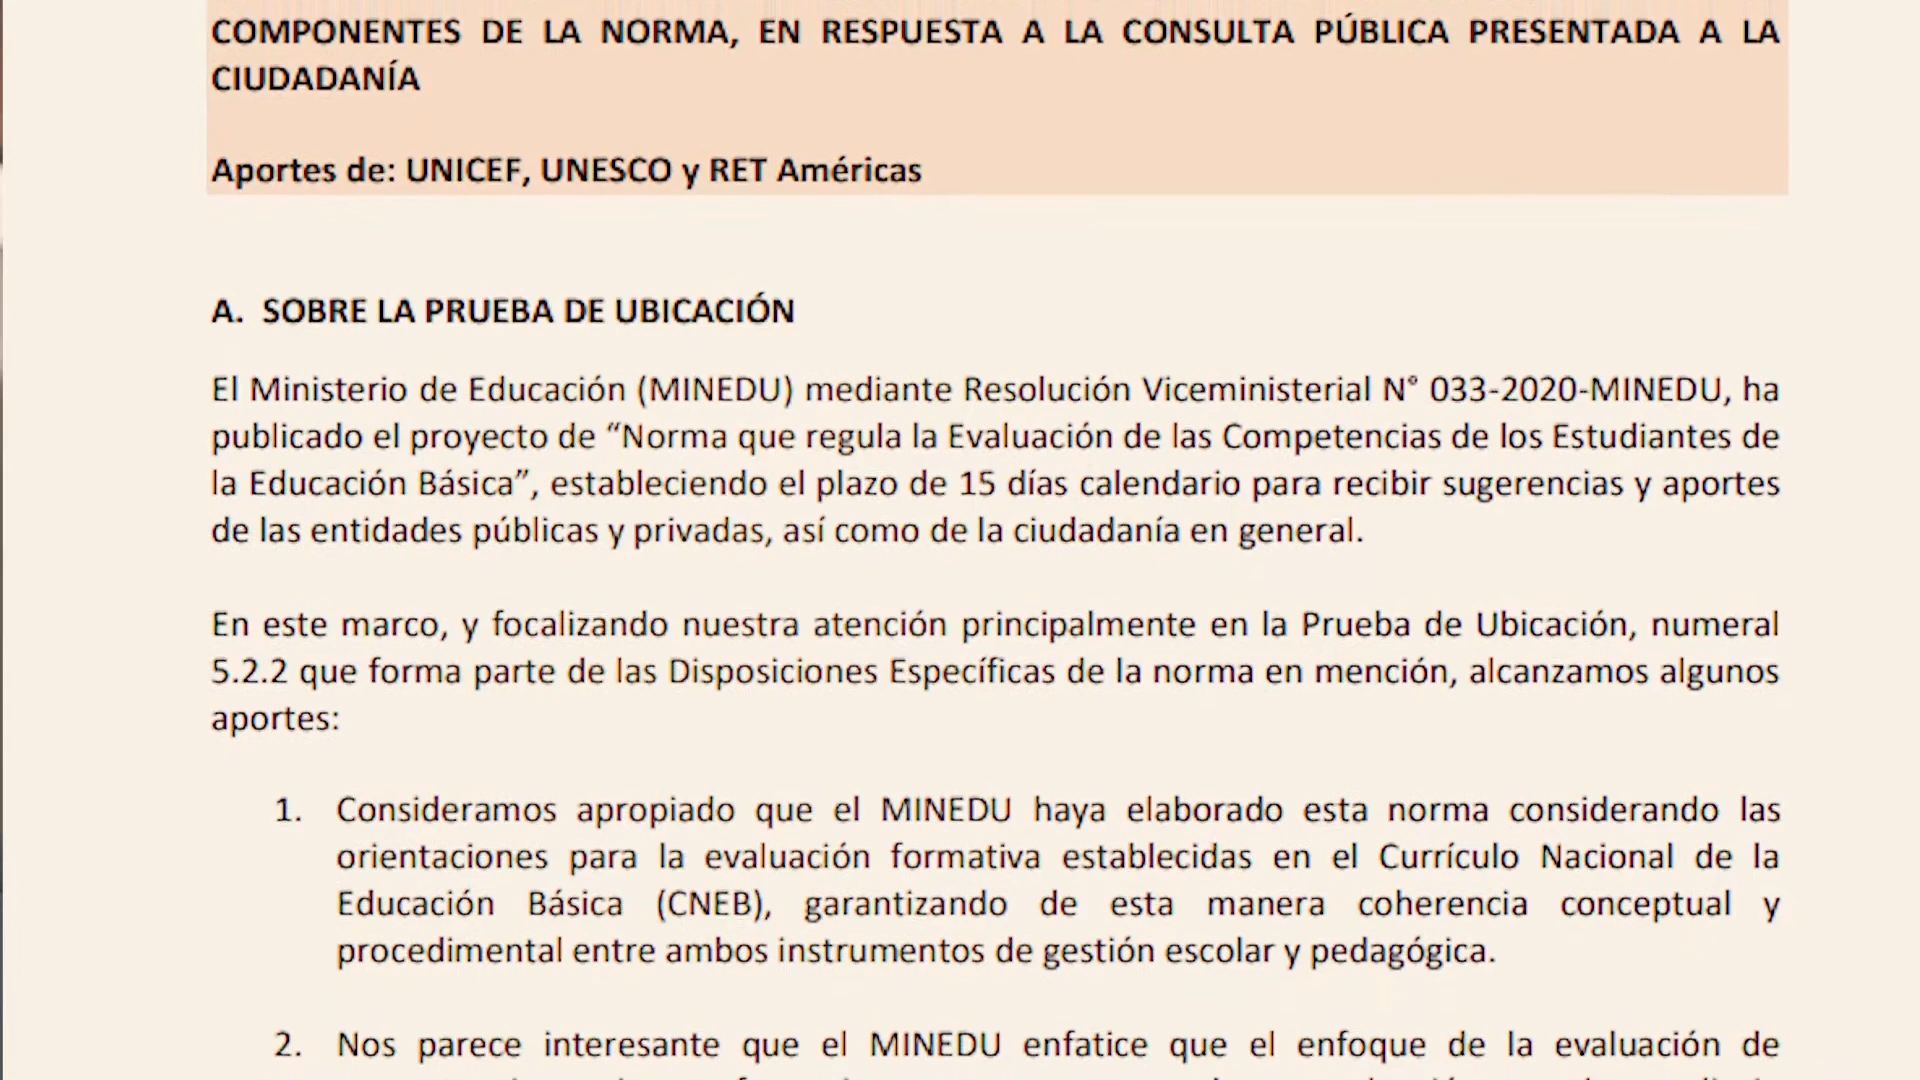 COMPONENTES DE LA NORMA, EN RESPUESTA A LA CONSULTA PÚBLICA PRESENTADA A LA
CIUDADANÍA
Aportes de: UNICEF, UNESCO y RET Américas
A. SOBRE LA PRUEBA DE UBICACIÓN
El Ministerio de Educación (MINEDU) mediante Resolución Viceministerial N° 033-2020-MINEDU, ha
publicado el proyecto de “Norma que regula la Evaluación de las Competencias de los Estudiantes de
la Educación Básica”, estableciendo el plazo de 15 días calendario para recibir sugerencias y aportes
de las entidades públicas y privadas, así como de la ciudadanía en general.
En este marco, y focalizando nuestra atención principalmente en la Prueba de Ubicación, numeral
5.2.2 que forma parte de las Disposiciones Específicas de la norma en mención, alcanzamos algunos
aportes:
1. Consideramos apropiado que el MINEDU haya elaborado esta norma considerando las
orientaciones para la evaluación formativa establecidas en el Currículo Nacional de la
Educación Básica (CNEB), garantizando de esta manera coherencia conceptual y
procedimental entre ambos instrumentos de gestión escolar y pedagógica.
2. Nos parece interesante que el MINEDU enfatice que el enfoque de la evaluación de